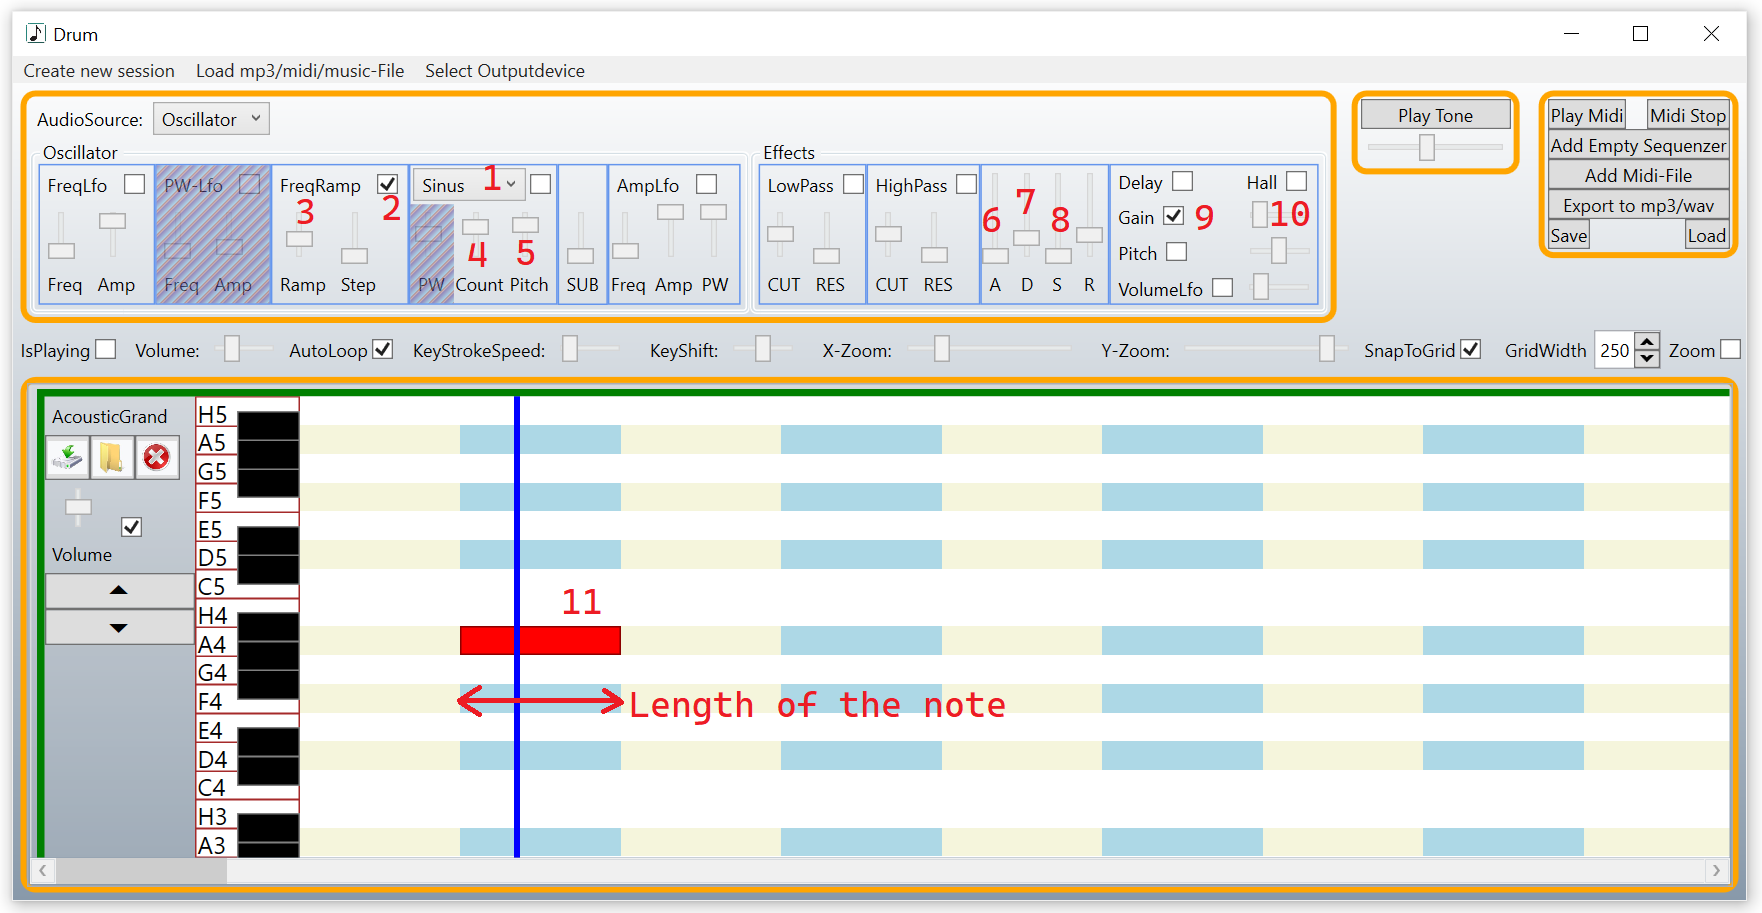 Drum
Create new session Load mp3/midi/music-File Select Outputdevice
AudioSource: Oscillator
Play Tone
Play Midi Midi Stop
Add Empty Sequenzer
Add Midi-File
Export to mp3/wav
Save Load
Oscillator
FreqLfo PW-Lfo FreqRamp Sinus 1 AmpLfo
2
3
4 5
Freq Amp Freq Amp Ramp Step PW Count Pitch SUB Freq Amp PW
Effects
LowPass HighPass
6 7 8
CUT RES CUT RES A D S R
Delay Hall
Gain 9 10
Pitch
VolumeLfo
IsPlaying Volume: AutoLoop KeyStrokeSpeed: KeyShift: X-Zoom: Y-Zoom: SnapToGrid GridWidth 250 Zoom
AcousticGrand
Volume
H5
A5
G5
F5
E5
D5
C5
H4
A4
G4
F4
E4
D4
C4
H3
A3
11
Length of the note